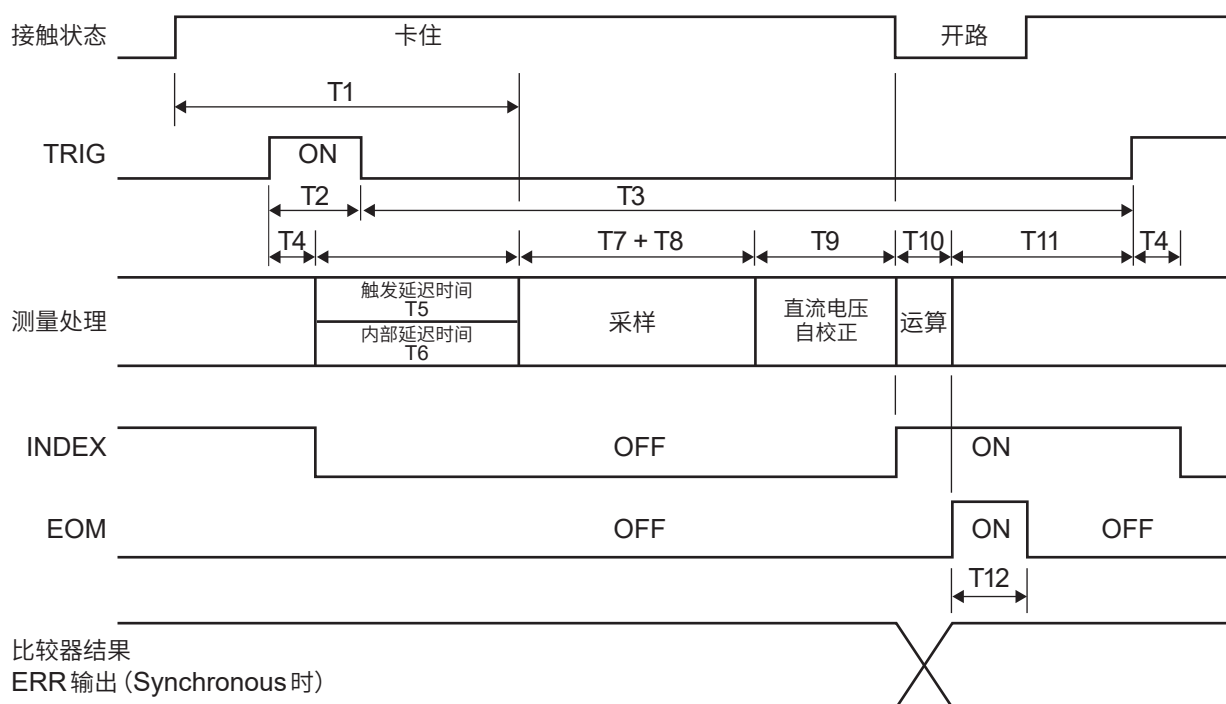 接触状态
卡住
开路
T1
TRIG
ON
T2
T3
T4
T7 + T8
T9
T10
T11
T4
测量处理
触发延迟时间
T5
内部延迟时间
T6
采样
直流电压
自校正
运算
INDEX
OFF
ON
EOM
OFF
ON
OFF
T12
比较器结果
ERR输出（Synchronous时）